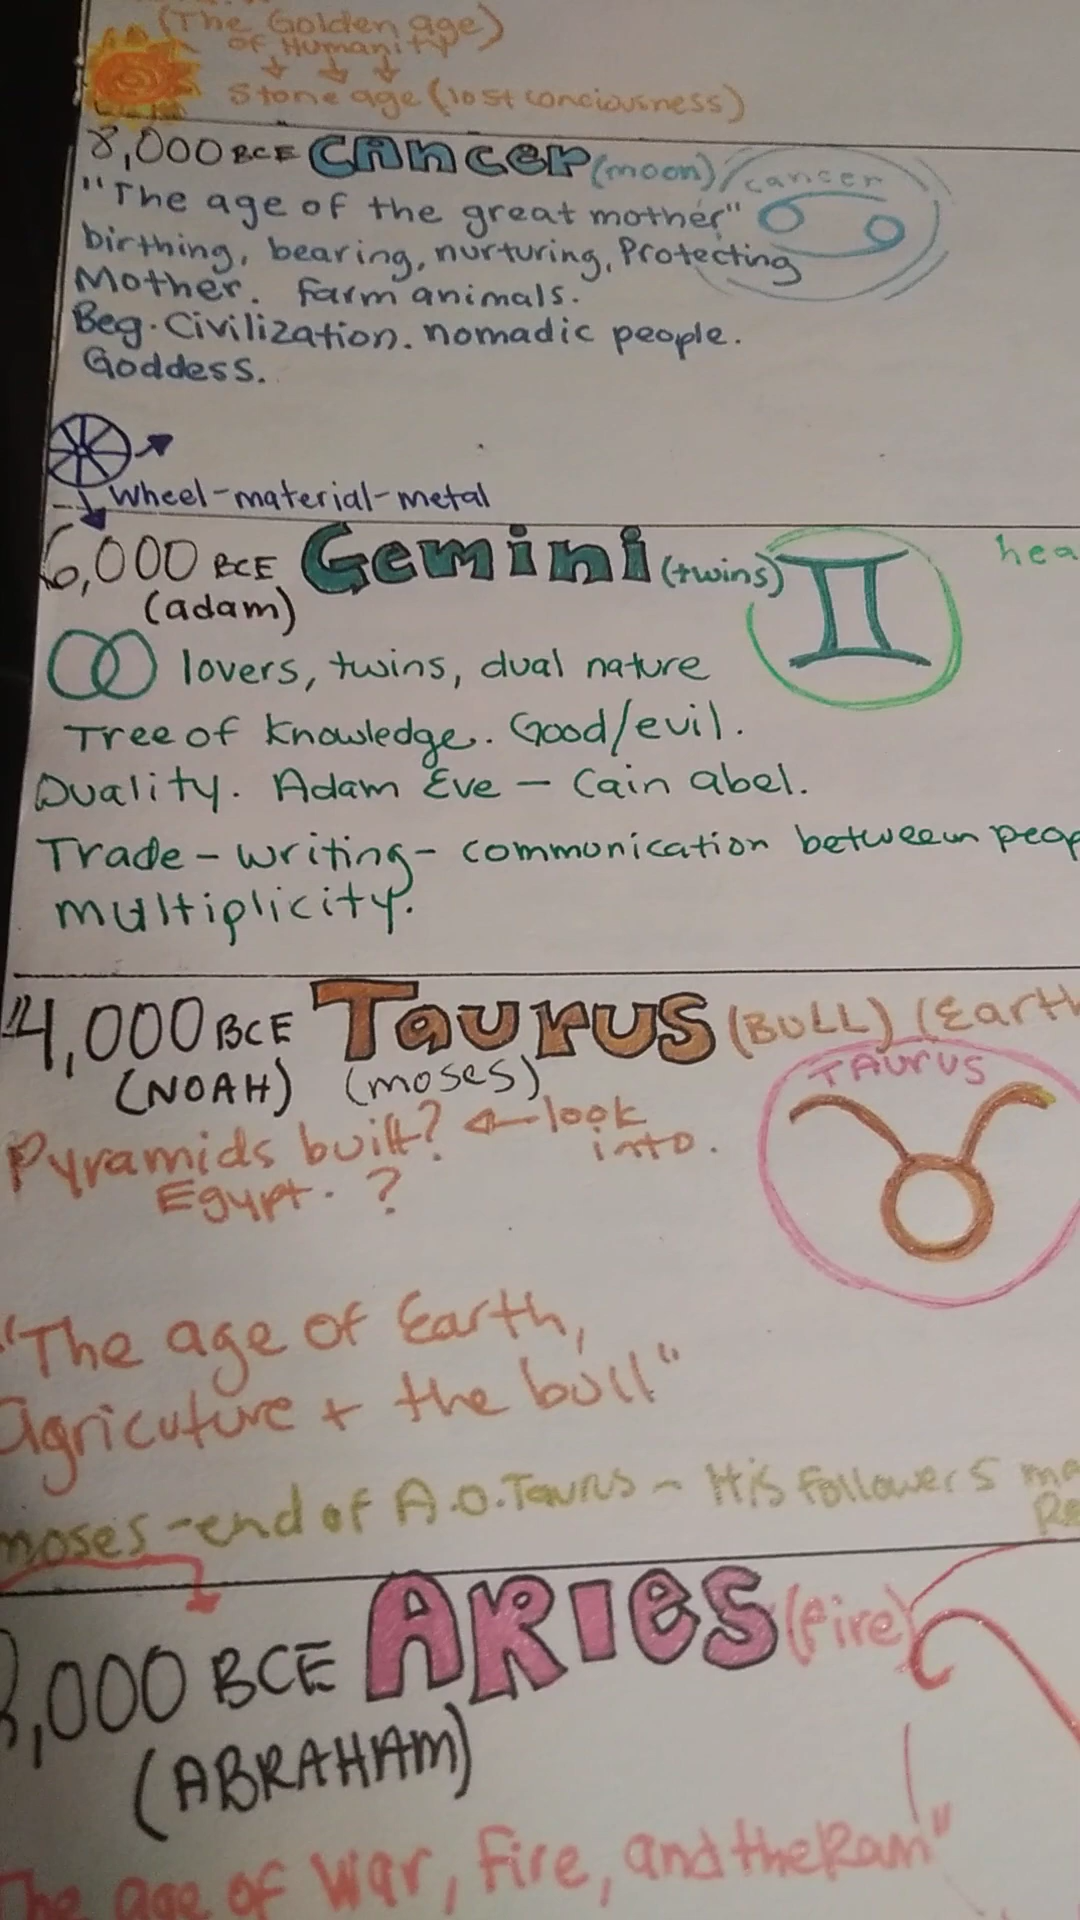 (The Golden age)
of Humanity
Stone age (lost conciousness)
8,000 BCE Cancer (moon) cancer
"The age of the great mother"
birthing, bearing, nurturing, Protecting
Mother. farm animals.
Beg. Civilization. nomadic people.
Goddess.
Wheel-material-metal
6,000 BCE Gemini (twins) hea
(adam)
lovers, twins, dual nature
Tree of Knowledge. Good/evil.
Duality. Adam Eve - Cain abel.
Trade - writing - communication between peop
multiplicity.
4,000 BCE Taurus (BULL) (Earth
(NOAH) (moses) TAURUS
Pyramids built? look
into.
Egypt. ?
"The age of Earth,
agricuture + the bull"
moses - end of A.O. Taurus - His followers
Re
,000 BCE ARIES (fire)
(ABRAHAM)
The age of War, Fire, and the Ram"